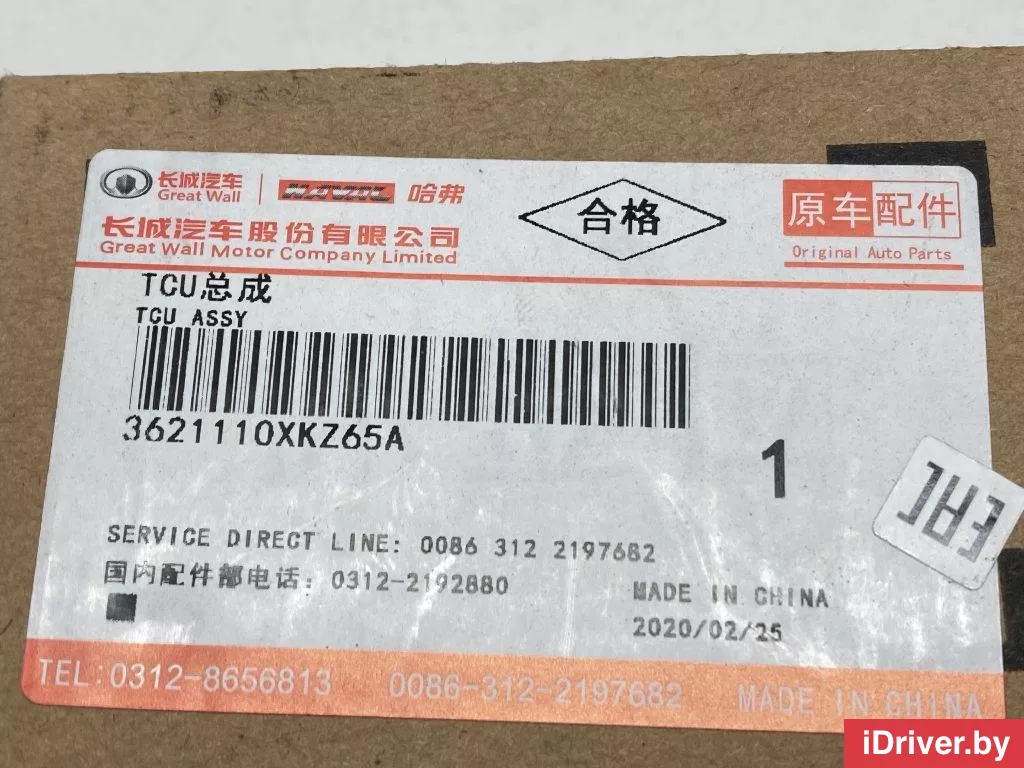 长城汽车
Great Wall
HAVAL 哈弗
长城汽车股份有限公司
Great Wall Motor Company Limited
合格
原车配件
Original Auto Parts
TCU总成
TCU ASSY
3621110XKZ65A
1
SERVICE DIRECT LINE: 0086 312 2197682
国内配件部电话: 0312-2192880
MADE IN CHINA
2020/02/25
TEL:0312-8656813 0086-312-2197682 MADE IN CHINA
iDriver.by